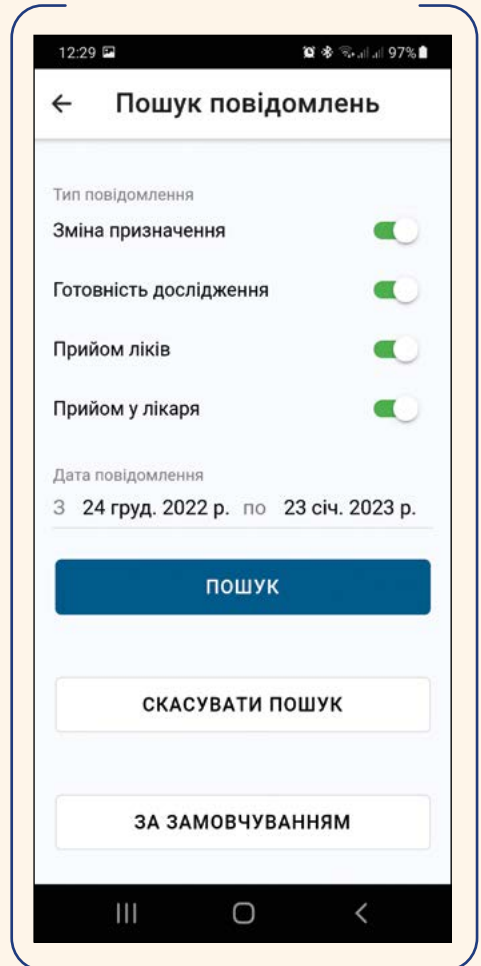 12:29 97%
Пошук повідомлень
Тип повідомлення
Зміна призначення
Готовність дослідження
Прийом ліків
Прийом у лікаря
Дата повідомлення
З 24 груд. 2022 р. по 23 січ. 2023 р.
ПОШУК
СКАСУВАТИ ПОШУК
ЗА ЗАМОВЧУВАННЯМ